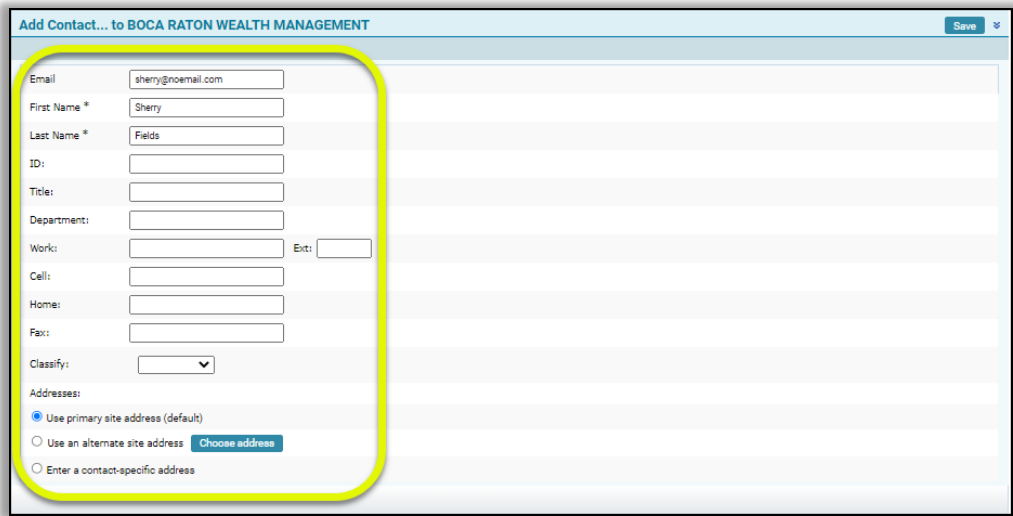 Add Contact... to BOCA RATON WEALTH MANAGEMENT Save
Email sherry@noemail.com
First Name * Sherry
Last Name * Fields
ID:
Title:
Department:
Work: Ext:
Cell:
Home:
Fax:
Classify:
Addresses:
Use primary site address (default)
Use an alternate site address Choose address
Enter a contact-specific address